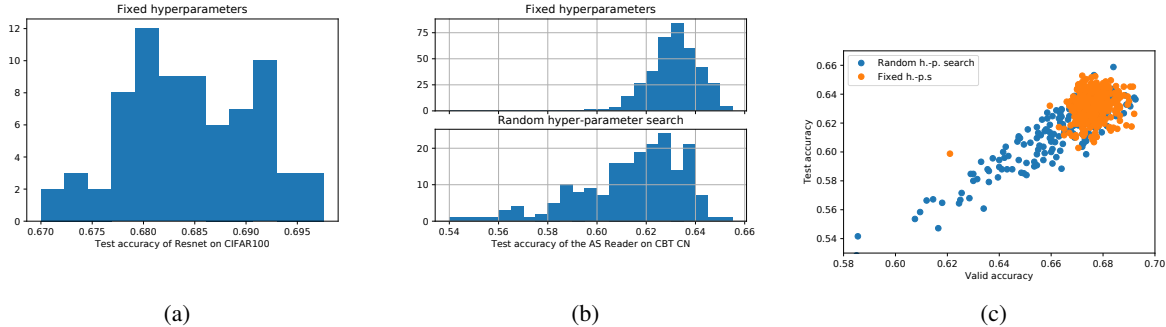 Fixed hyperparameters
12
10
8
6
4
2
0
0.670 0.675 0.680 0.685 0.690 0.695
Test accuracy of Resnet on CIFAR100
(a)
Fixed hyperparameters
75
50
25
0
Random hyper-parameter search
20
10
0
0.54 0.56 0.58 0.60 0.62 0.64 0.66
Test accuracy of the AS Reader on CBT CN
(b)
Random h.-p. search
Fixed h.-p.s
0.66
0.64
0.62
0.60
0.58
0.56
0.54
Test accuracy
0.58 0.60 0.62 0.64 0.66 0.68 0.70
Valid accuracy
(c)